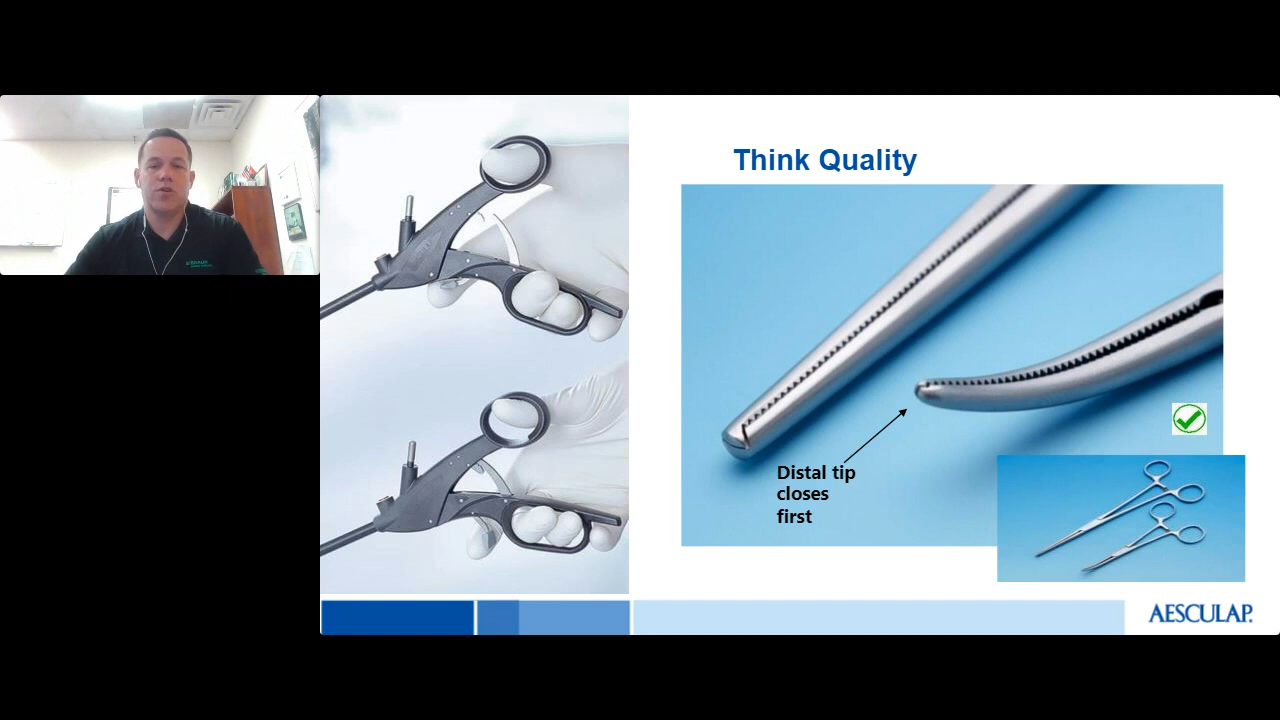 Think Quality
Distal tip
closes
first
AESCULAP.